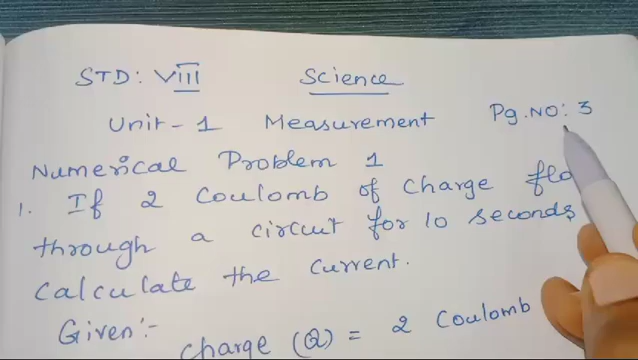 STD: VIII Science
Unit - 1 Measurement Pg.No: 3
Numerical Problem 1
1. If 2 Coulomb of charge flo
through a circuit for 10 seconds
calculate the current.
Given:-
Charge (Q) = 2 Coulomb